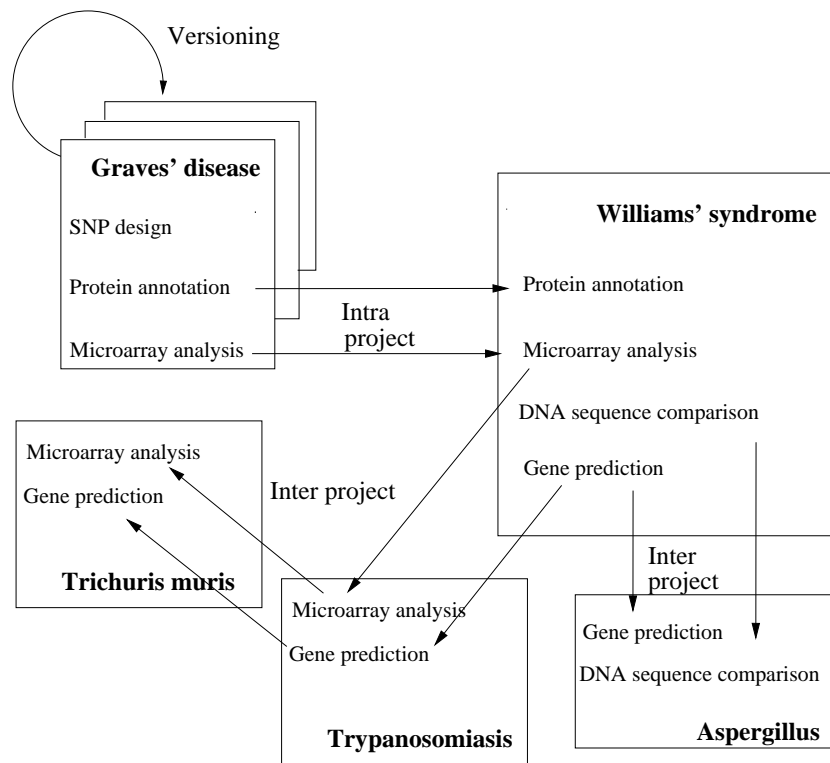 Versioning
Graves’ disease
SNP design
Protein annotation
Microarray analysis
Intra
project
Williams’ syndrome
Protein annotation
Microarray analysis
DNA sequence comparison
Gene prediction
Microarray analysis
Gene prediction
Trichuris muris
Inter project
Inter
project
Microarray analysis
Gene prediction
Trypanosomiasis
Gene prediction
DNA sequence comparison
Aspergillus